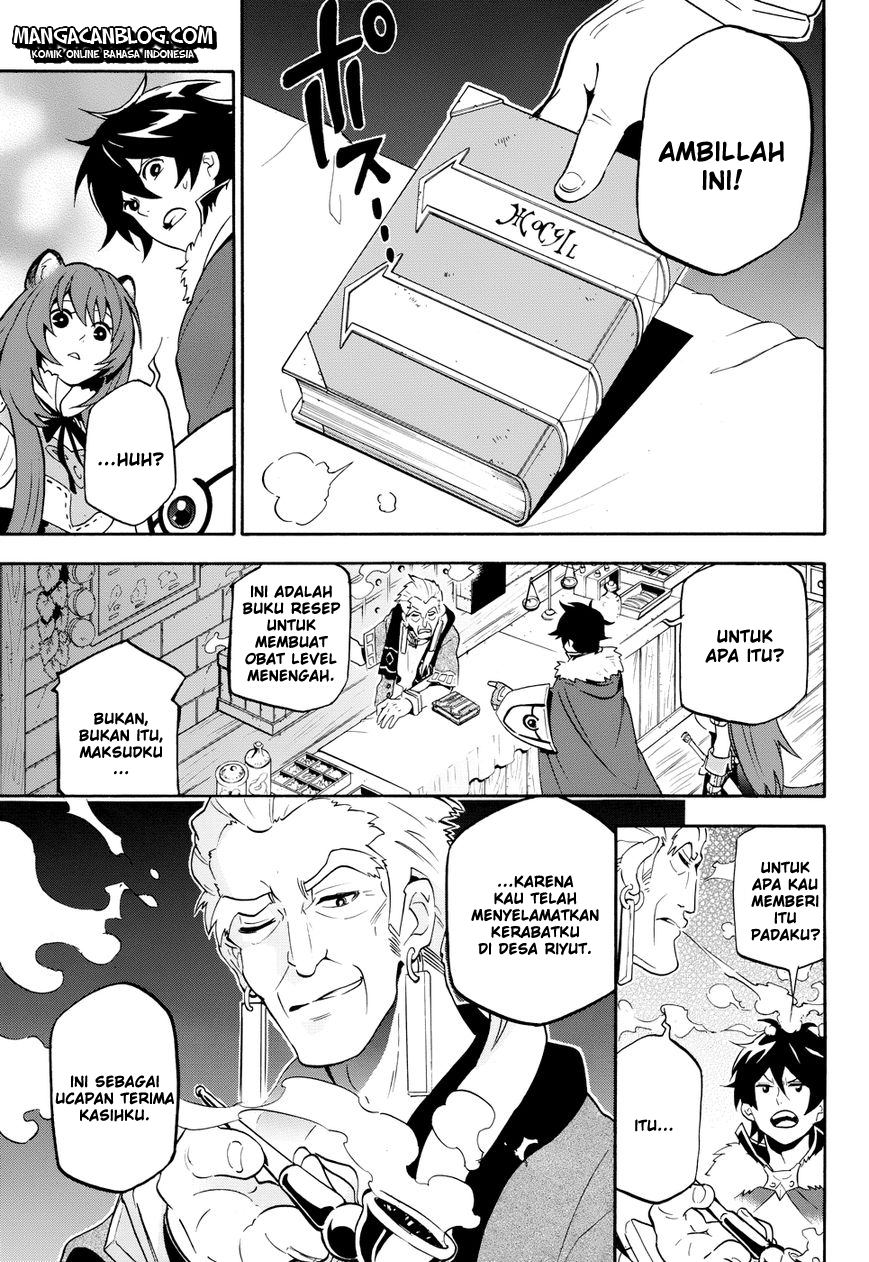 MANGACANBLOG.COM
KOMIK ONLINE BAHASA INDONESIA
AMBILLAH
INI!
ポス...
...HUH?
UNTUK
APA ITU?
INI ADALAH
BUKU RESEP
UNTUK
MEMBUAT
OBAT LEVEL
MENENGAH.
BUKAN,
BUKAN ITU,
MAKSUDKU
...
UNTUK
APA KAU
MEMBERI
ITU
PADAKU?
ITU...
...KARENA
KAU TELAH
MENYELAMATKAN
KERABATKU
DI DESA RIYUT.
INI SEBAGAI
UCAPAN TERIMA
KASIHKU.